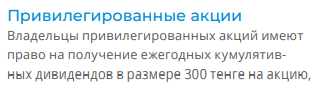 Привилегированные акции
Владельцы привилегированных акций имеют
право на получение ежегодных кумулятив-
ных дивидендов в размере 300 тенге на акцию,